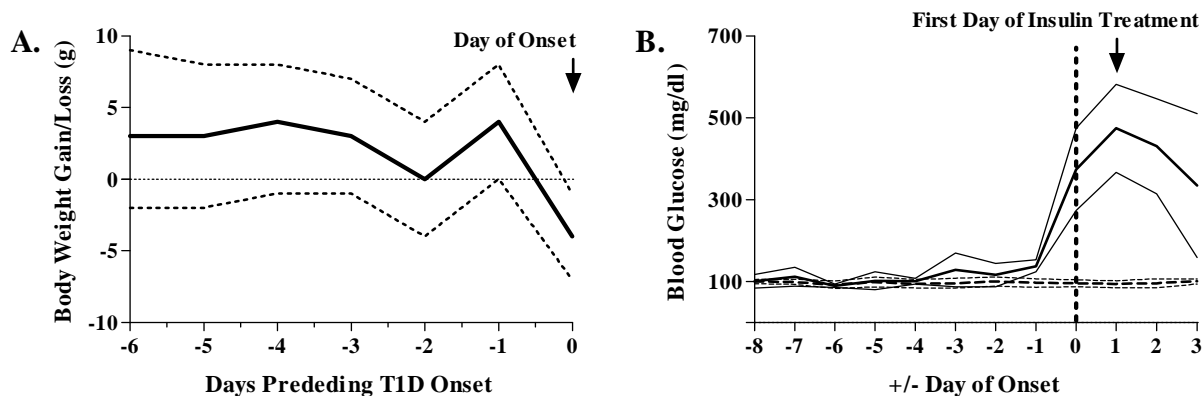 A.
Body Weight Gain/Loss (g)
10
5
0
-5
-10
Day of Onset
-6 -5 -4 -3 -2 -1 0
Days Prededing T1D Onset
B.
First Day of Insulin Treatment
Blood Glucose (mg/dl)
700
500
300
100
-8 -7 -6 -5 -4 -3 -2 -1 0 1 2 3
+/- Day of Onset